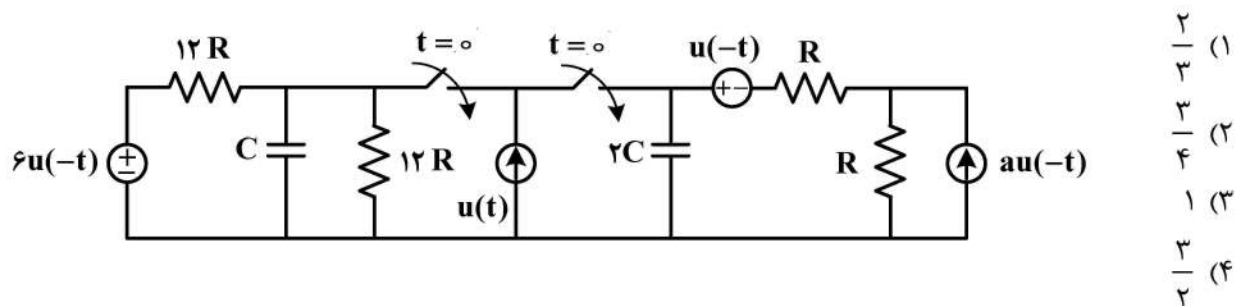 ۱۲ R
t = ۰
t = ۰
u(−t)
R
۶u(−t)
C
۱۲ R
u(t)
۲C
R
au(−t)
۱) ۲/۳
۲) ۳/۴
۳) ۱
۴) ۳/۲